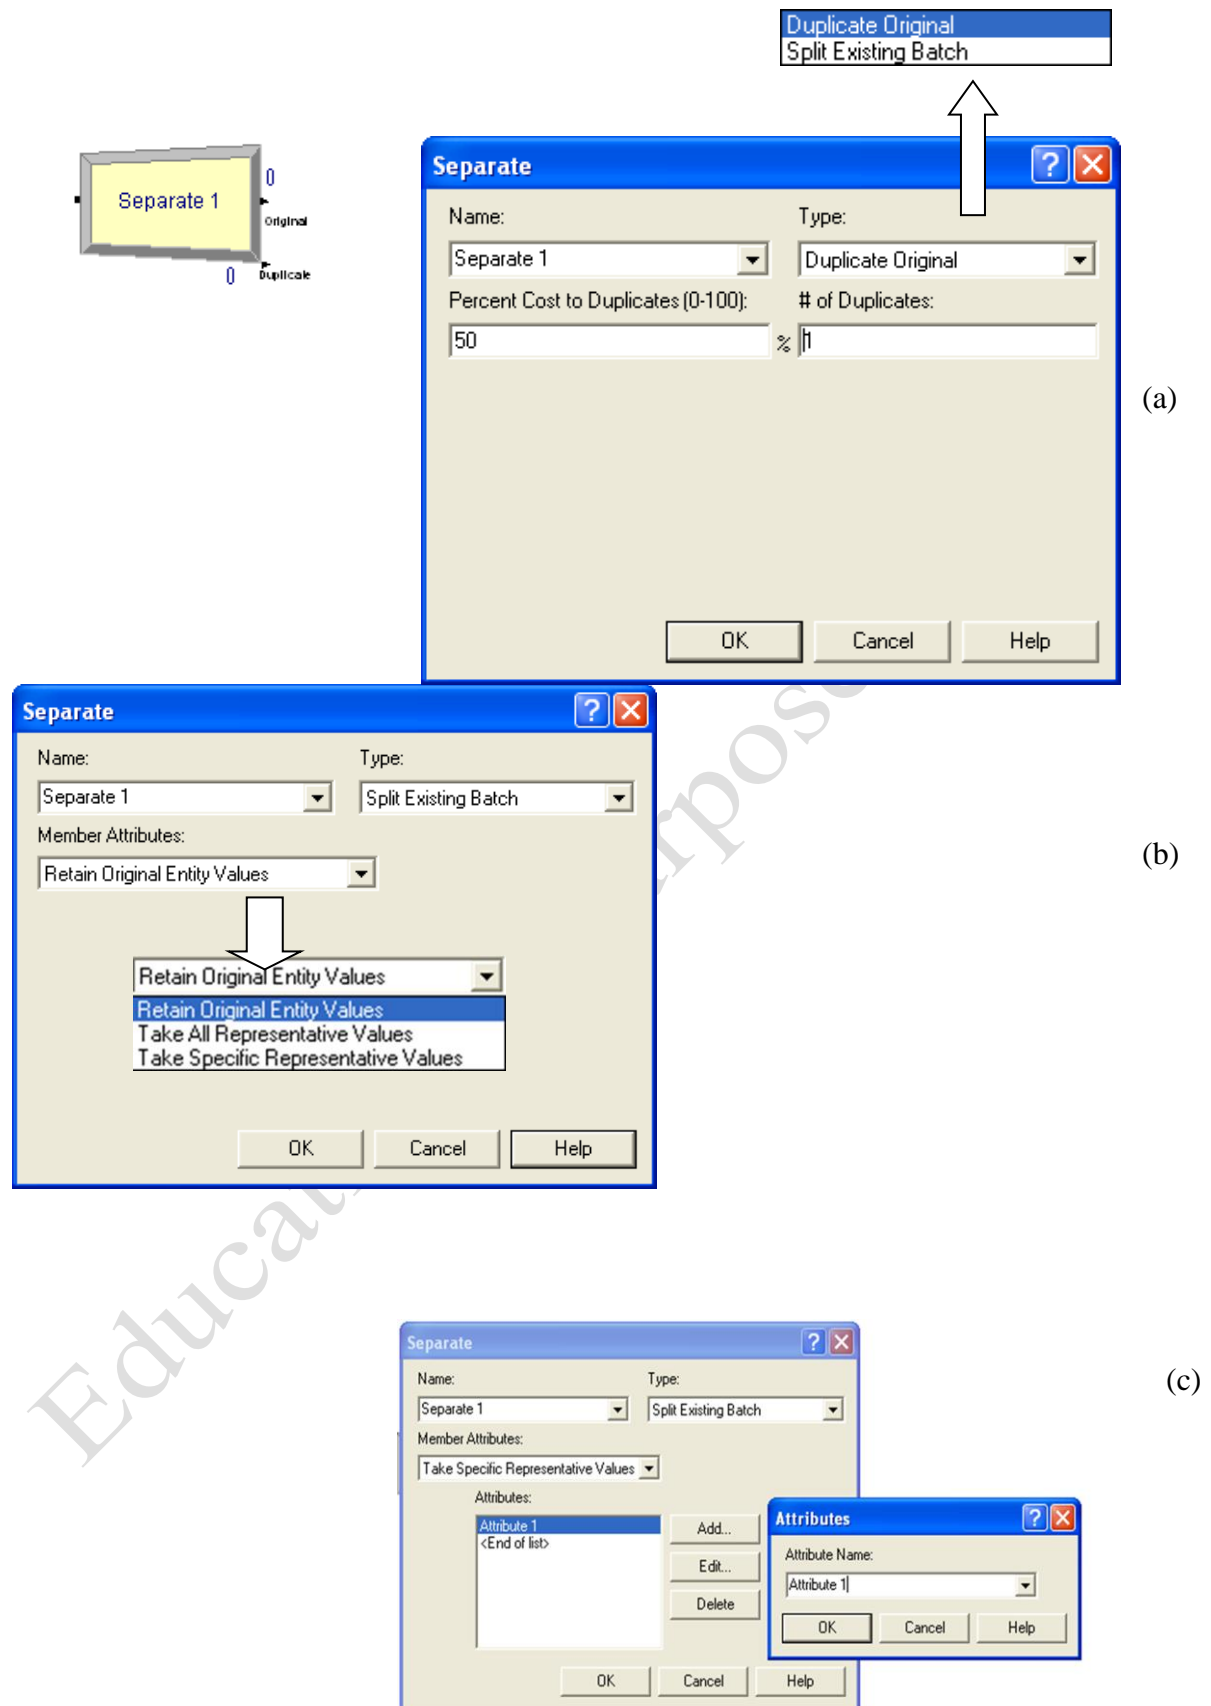 Duplicate Original
Split Existing Batch
Separate 1
0
Original
0
Duplicate
Separate
Name:
Type:
Separate 1
Duplicate Original
Percent Cost to Duplicates (0-100):
# of Duplicates:
50
%
1
(a)
OK
Cancel
Help
Separate
Name:
Type:
Separate 1
Split Existing Batch
Member Attributes:
Retain Original Entity Values
(b)
Retain Original Entity Values
Retain Original Entity Values
Take All Representative Values
Take Specific Representative Values
OK
Cancel
Help
Separate
Name:
Type:
(c)
Separate 1
Split Existing Batch
Member Attributes:
Take Specific Representative Values
Attributes:
Attribute 1
<End of list>
Add...
Edit...
Delete
Attributes
Attribute Name:
Attribute 1
OK
Cancel
Help
OK
Cancel
Help